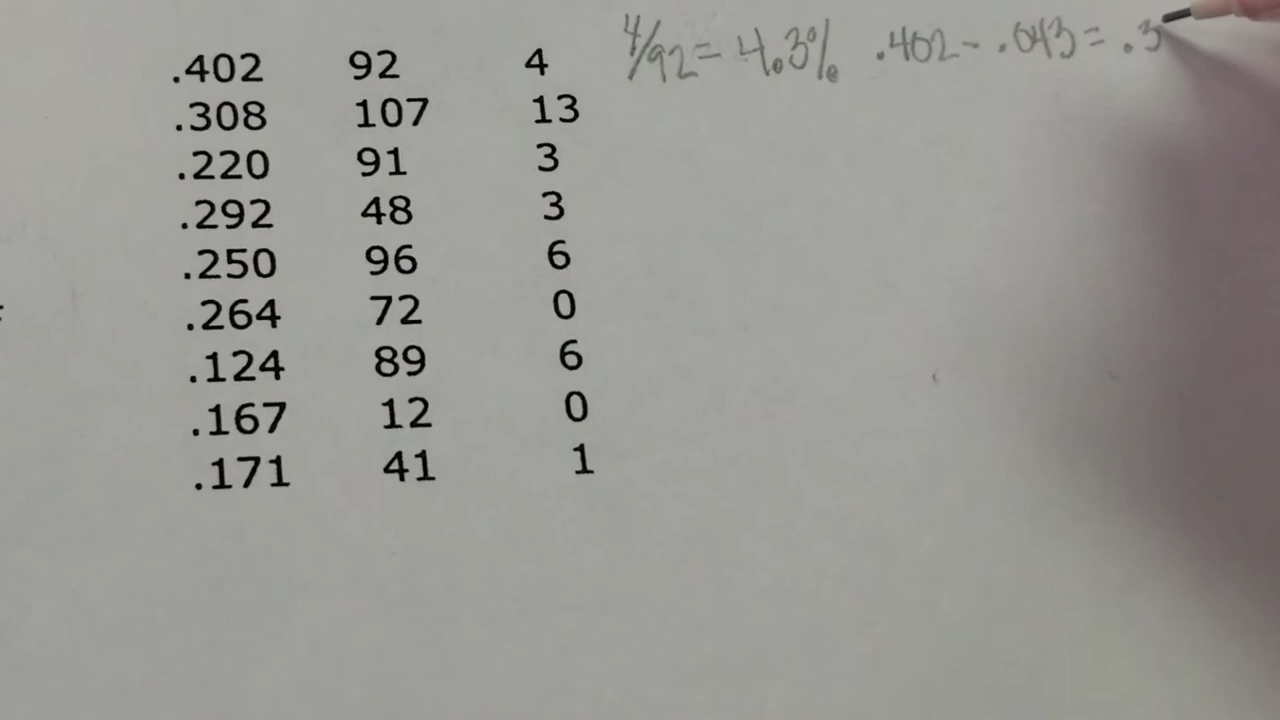 .402 92 4 4/92 = 4.3% .402 - .043 = .3
.308 107 13
.220 91 3
.292 48 3
.250 96 6
.264 72 0
.124 89 6
.167 12 0
.171 41 1